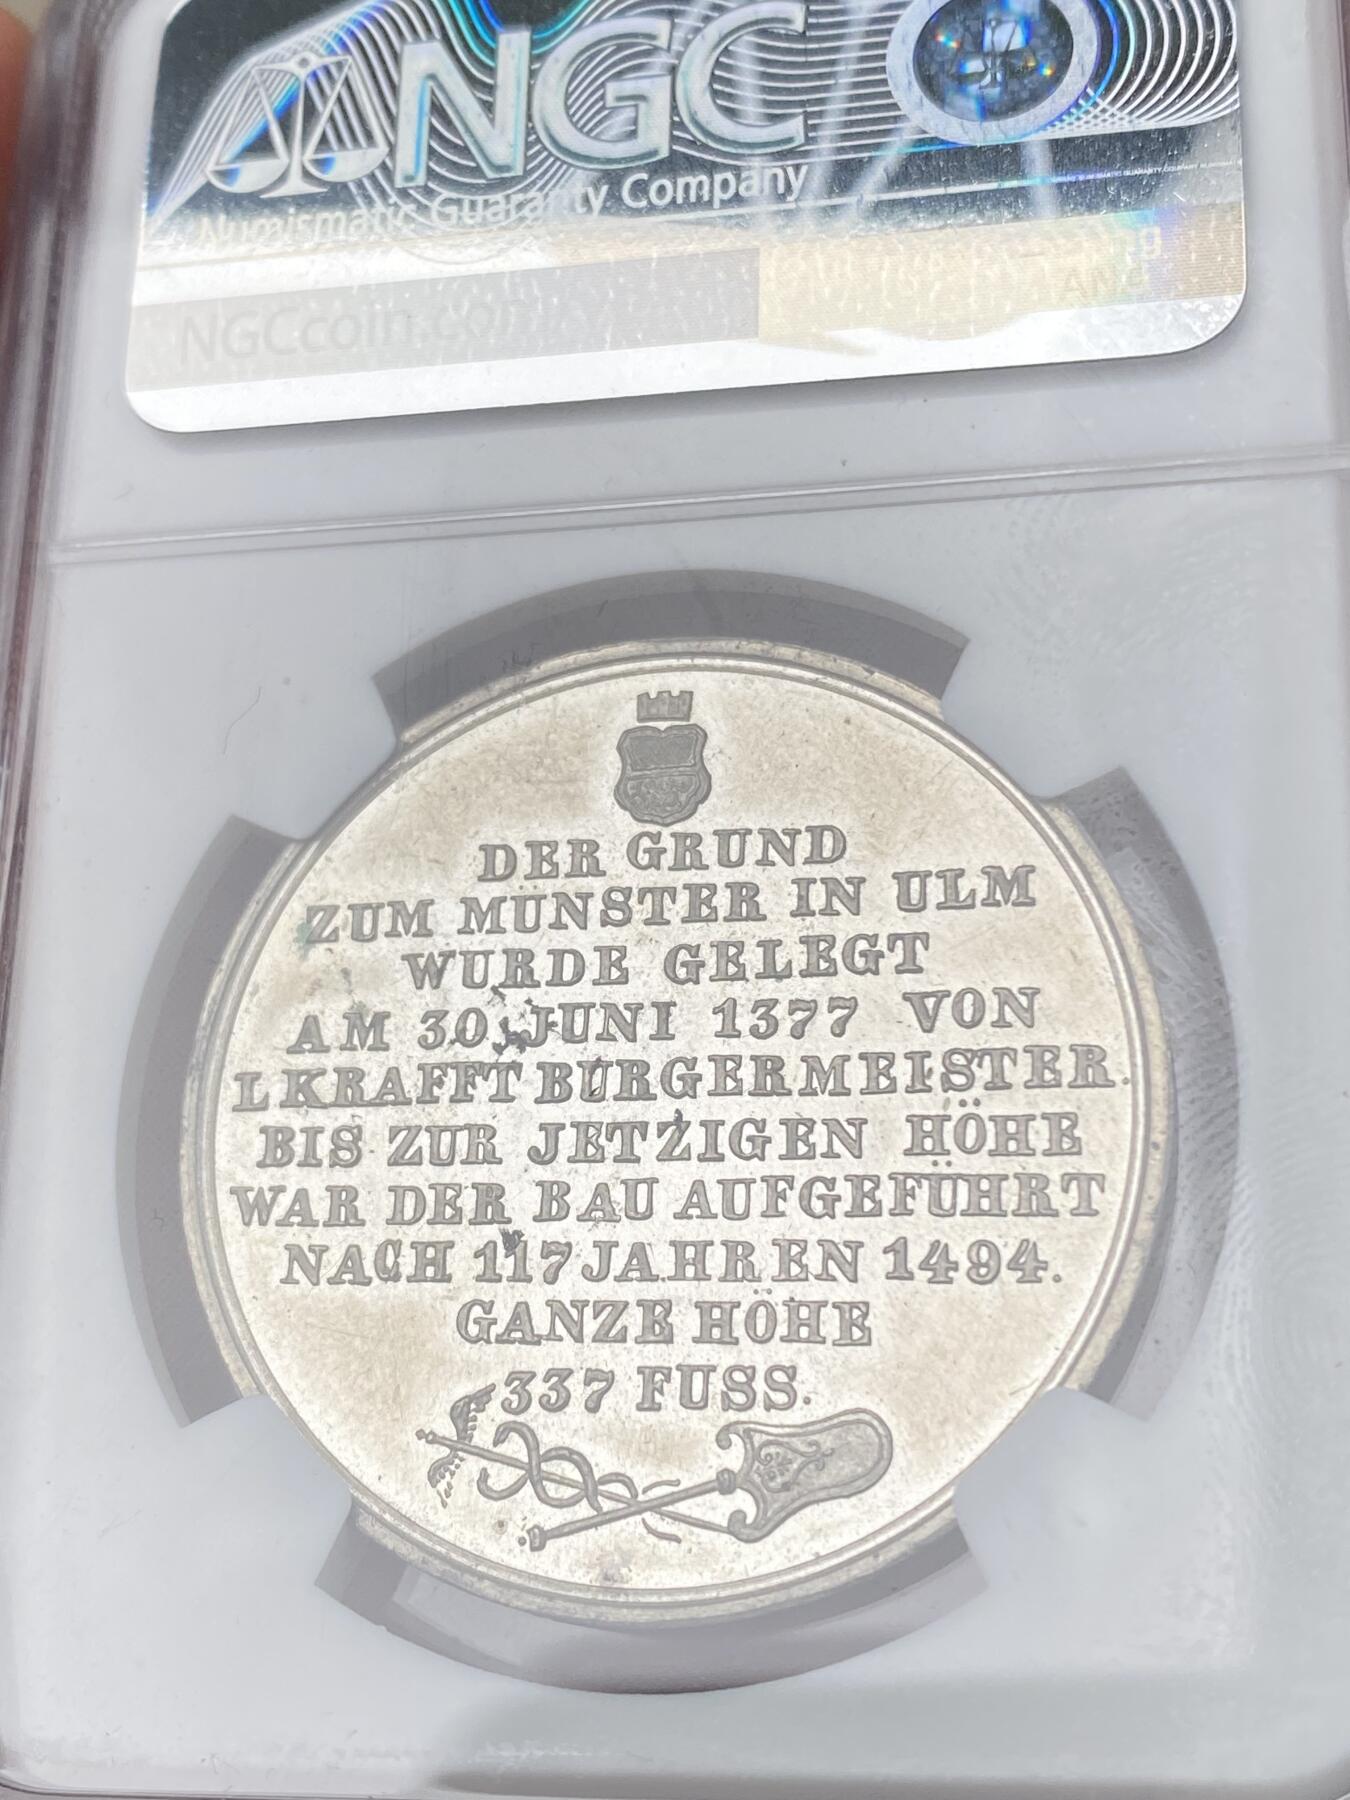 NGC
Numismatic Guaranty Company
NGCcoin.com
DER GRUND
ZUM MÜNSTER IN ULM
WURDE GELEGT
AM 30. JUNI 1377 VON
L KRAFFT BURGERMEISTER.
BIS ZUR JETZIGEN HÖHE
WAR DER BAU AUFGEFÜHRT
NACH 117 JAHREN 1494.
GANZE HÖHE
337 FUSS.